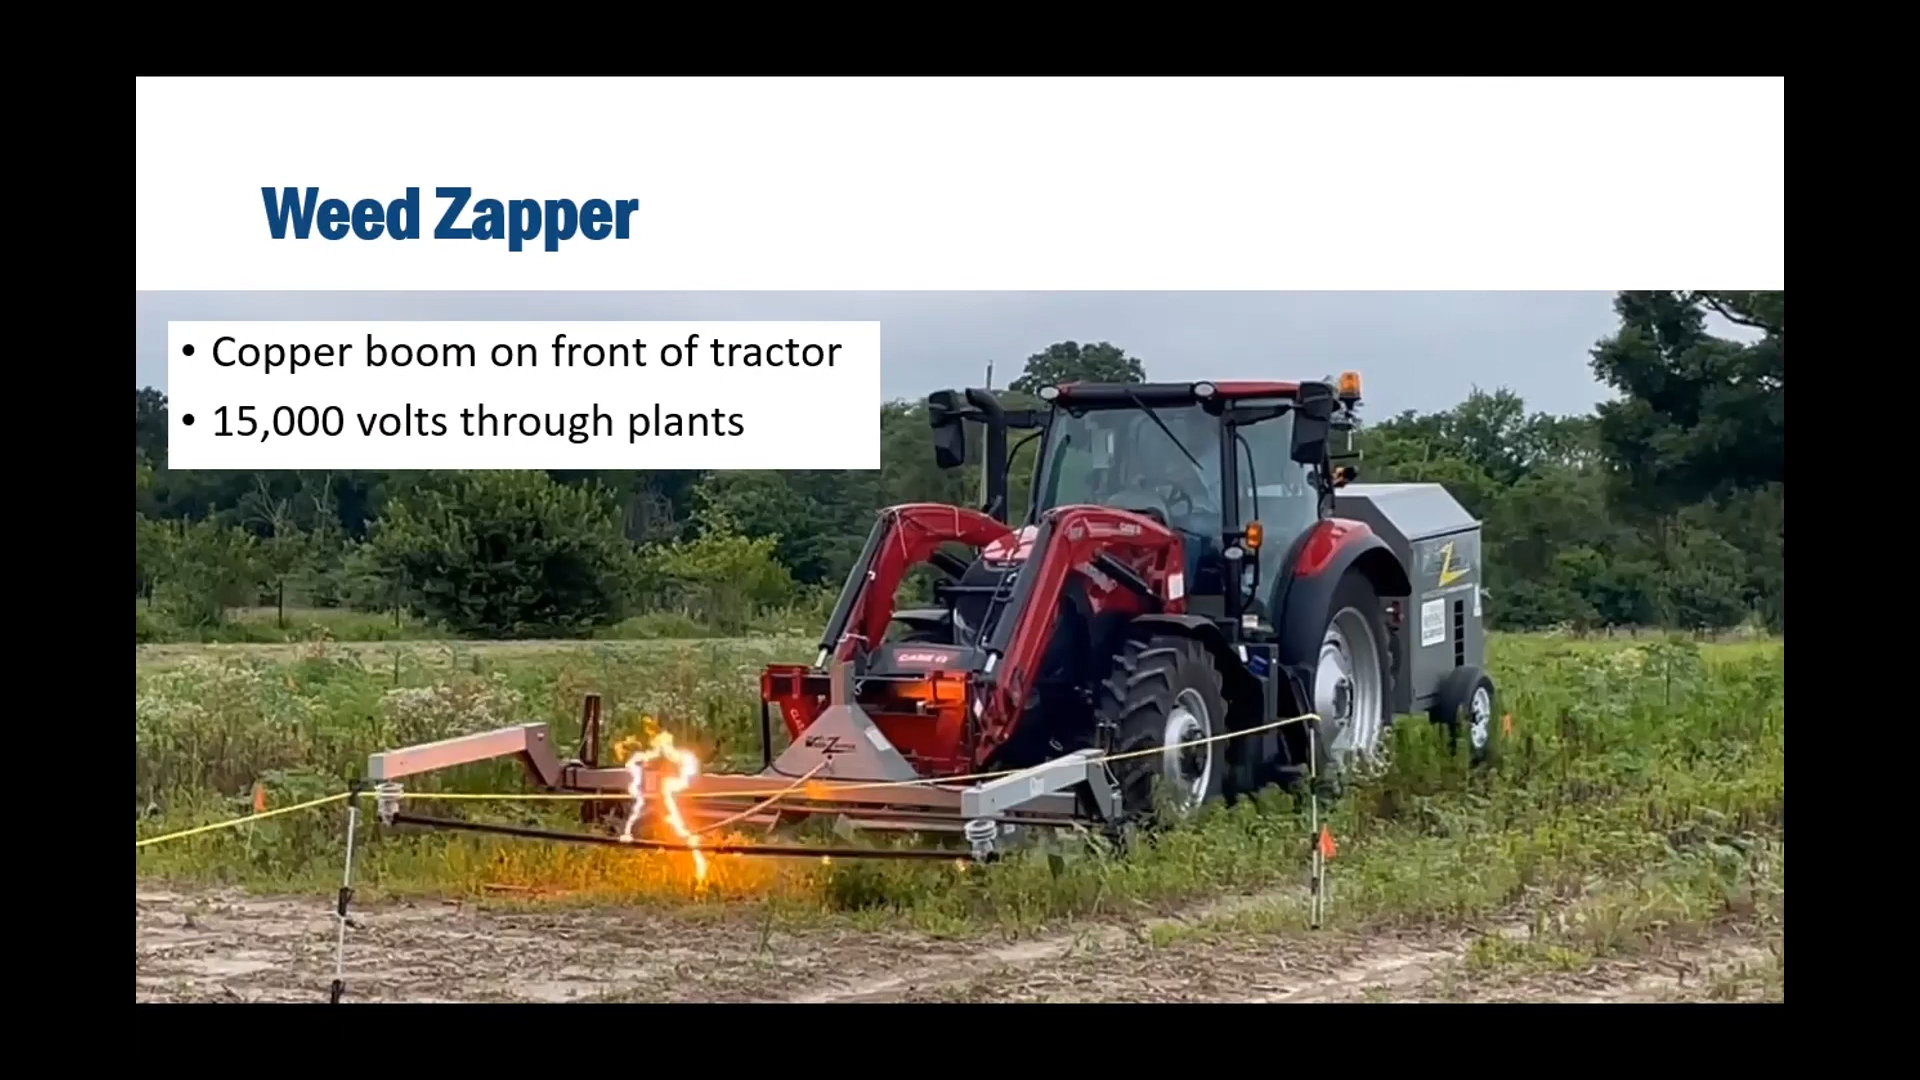 Weed Zapper
• Copper boom on front of tractor
• 15,000 volts through plants
CASE IH